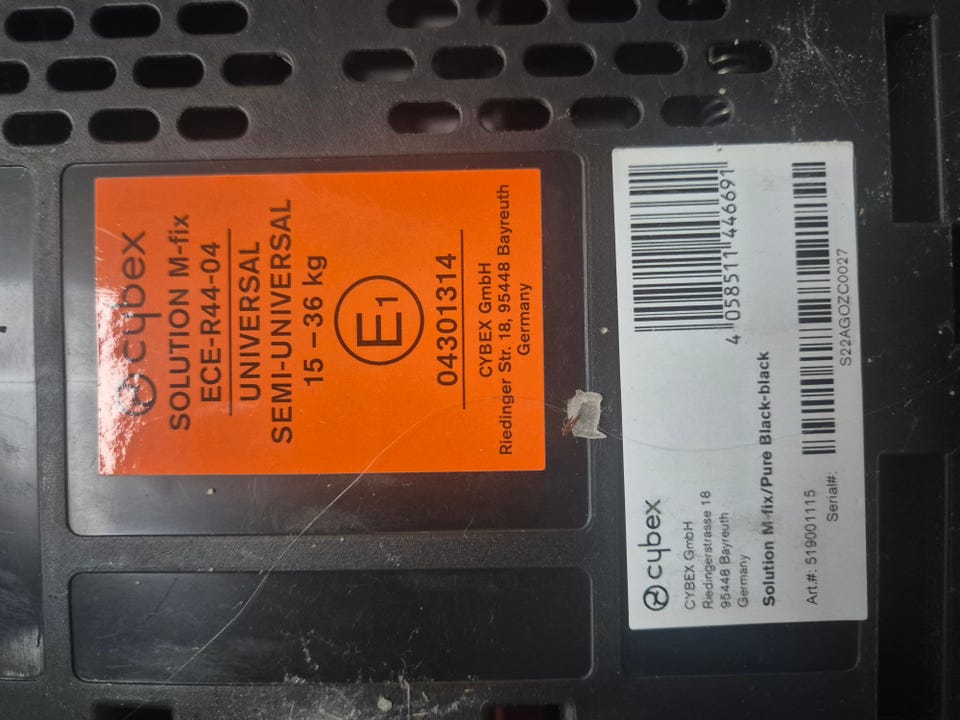 cybex
SOLUTION M-fix
ECE-R44-04
UNIVERSAL
SEMI-UNIVERSAL
15 – 36 kg
E1
04301314
CYBEX GmbH
Riedinger Str. 18, 95448 Bayreuth
Germany
cybex
CYBEX GmbH
Riedingerstrasse 18
95448 Bayreuth
Germany
4 058511 446691
Solution M-fix/Pure Black-black
Art.#: 519001115
Serial#:
S22AGOZC0027